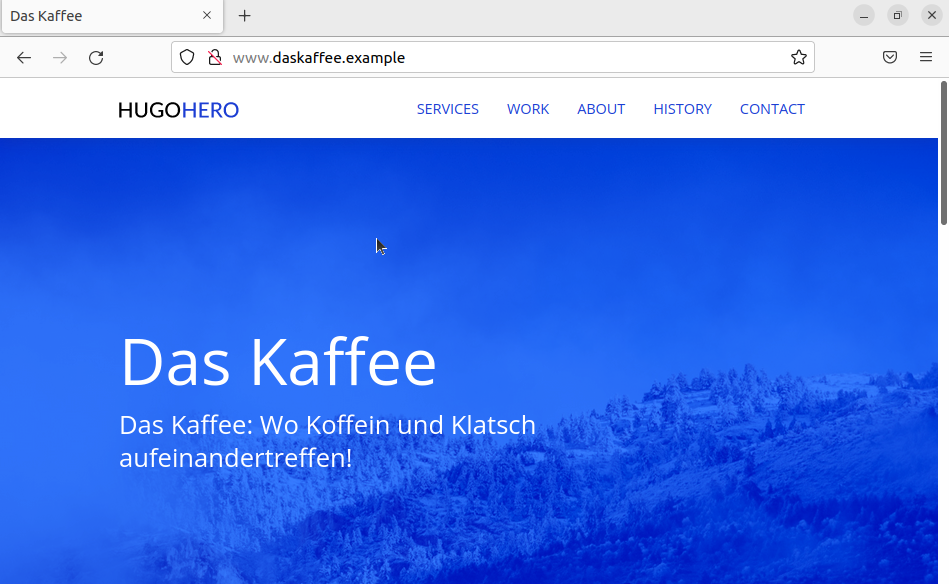 Das Kaffee
www.daskaffee.example
HUGOHERO
SERVICES WORK ABOUT HISTORY CONTACT
Das Kaffee
Das Kaffee: Wo Koffein und Klatsch
aufeinandertreffen!